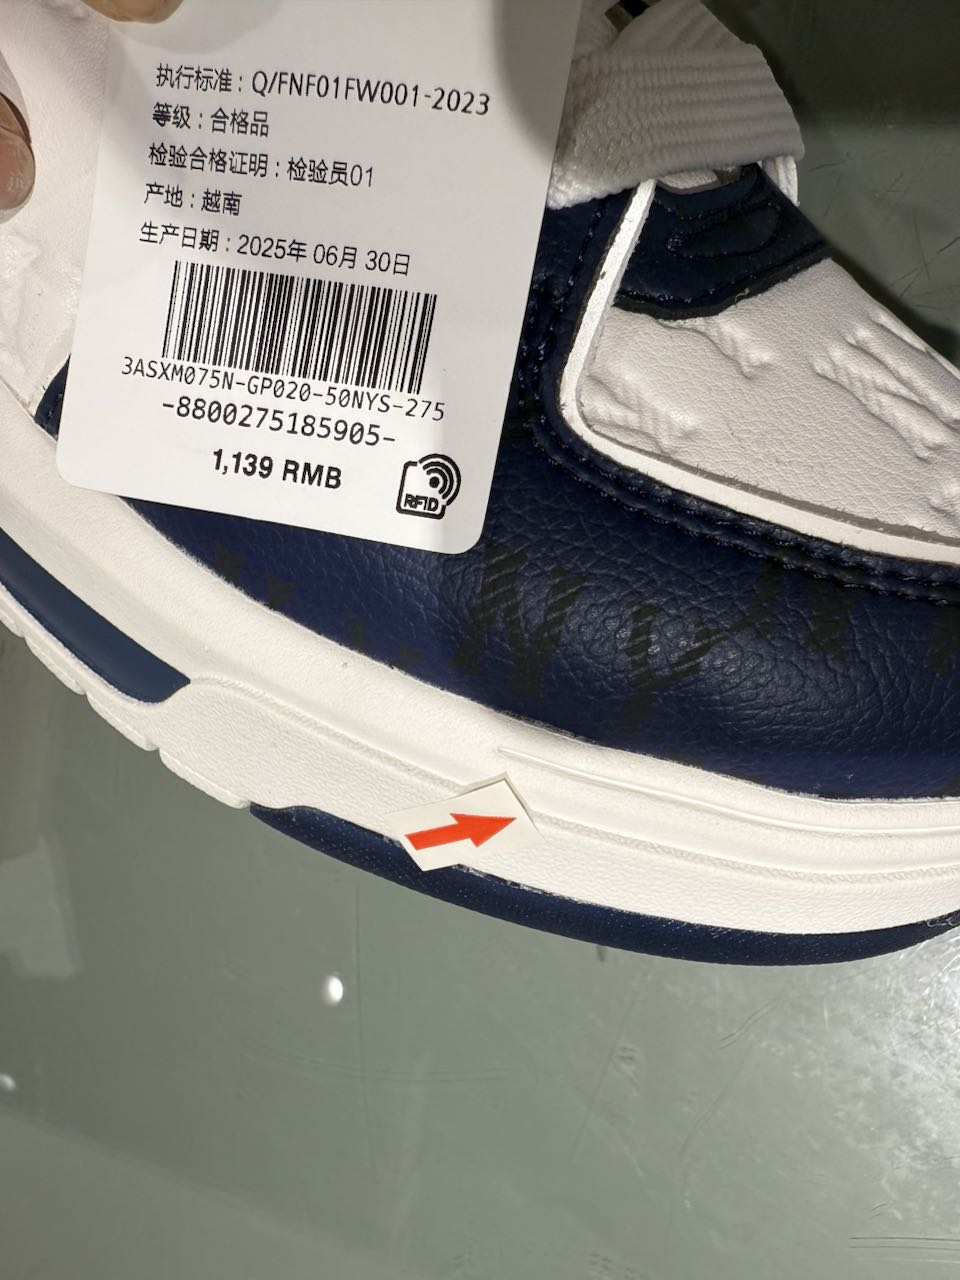 执行标准：Q/FNF01FW001-2023
等级：合格品
检验合格证明：检验员01
产地：越南
生产日期：2025年 06月 30日
3ASXM075N-GP020-50NYS-275
-8800275185905-
1,139 RMB
RFID